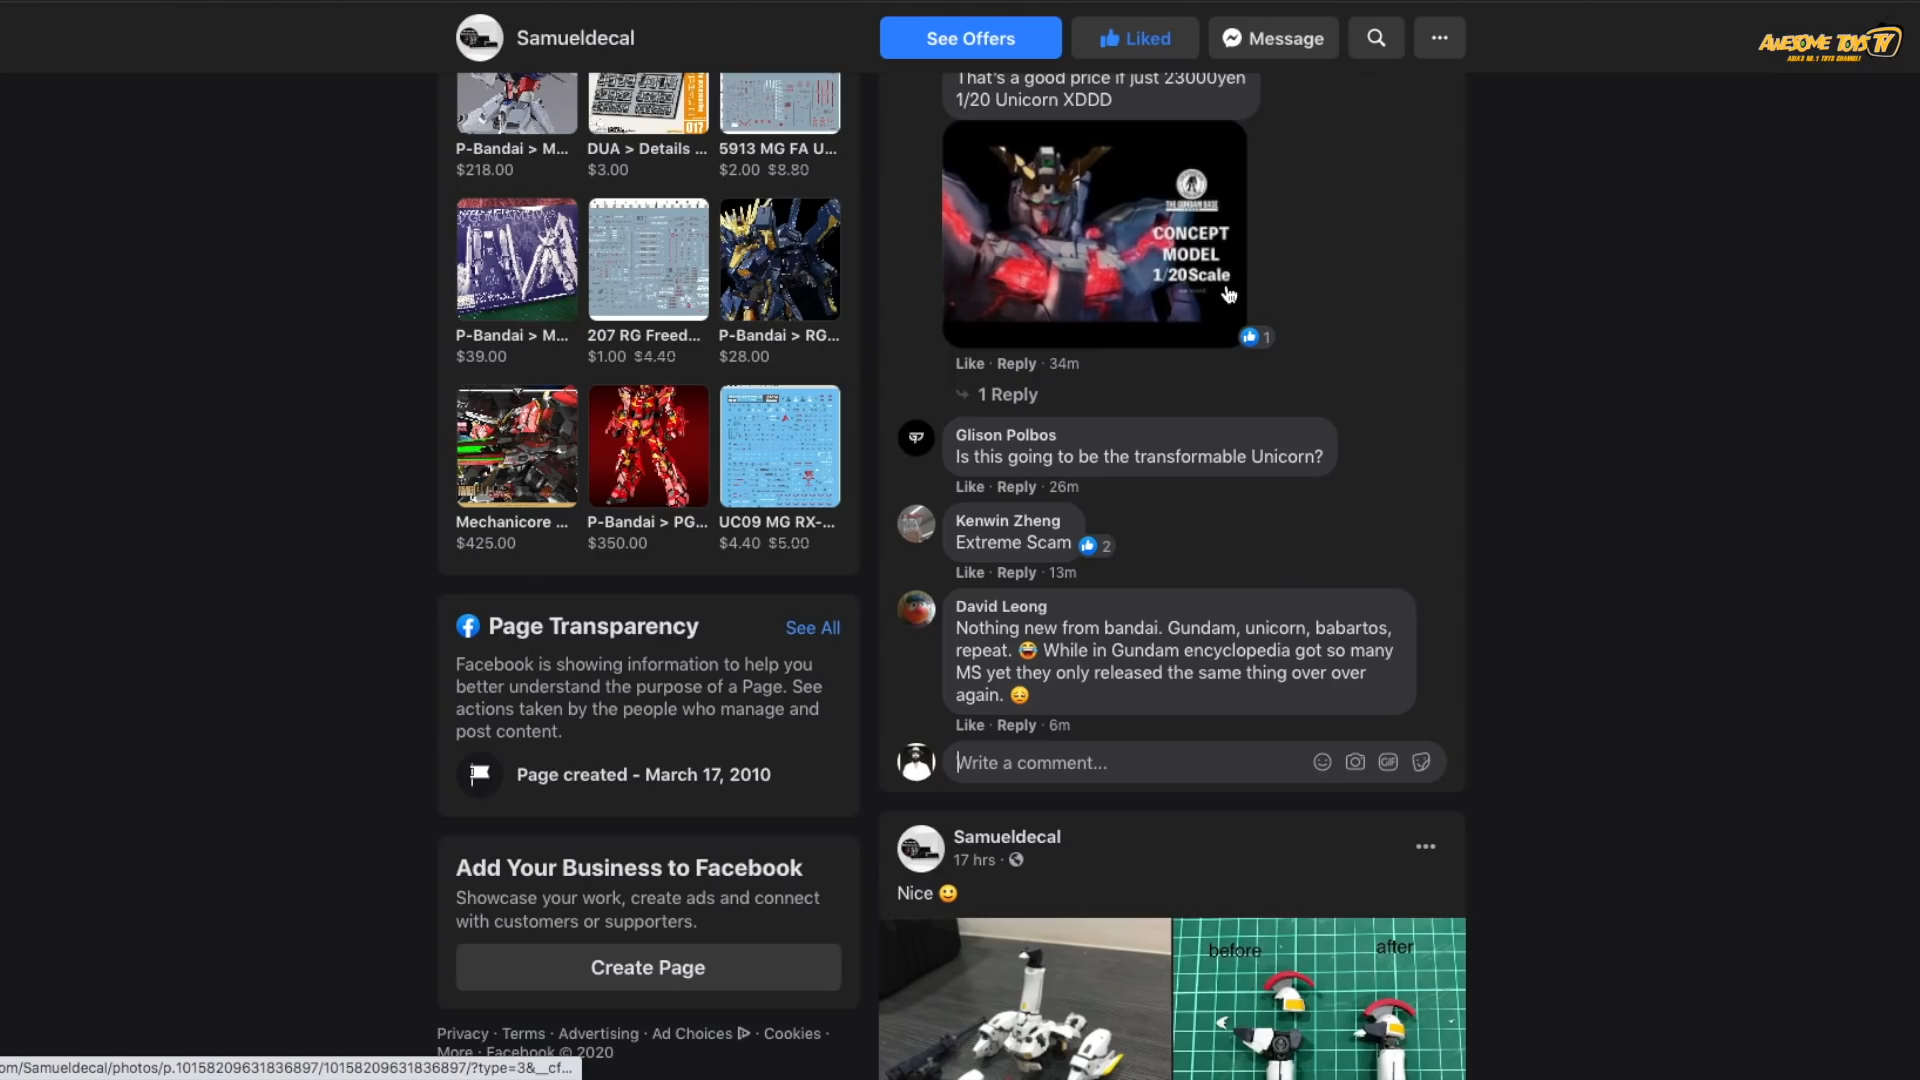 Samueldecal
See Offers
Liked
Message
AWESOME TOYS TV
ASIA'S NO.1 TOYS CHANNEL!
That's a good price if just 23000yen
1/20 Unicorn XDDD
THE GUNDAM BASE
CONCEPT
MODEL
1/20Scale
1
Like · Reply · 34m
1 Reply
017
P-Bandai > M...
DUA > Details ...
5913 MG FA U...
$218.00
$3.00
$2.00 $8.80
P-Bandai > M...
207 RG Freed...
P-Bandai > RG...
$39.00
$1.00 $4.40
$28.00
Mechanicore ...
P-Bandai > PG...
UC09 MG RX-...
$425.00
$350.00
$4.40 $5.00
Glison Polbos
Is this going to be the transformable Unicorn?
Like · Reply · 26m
Kenwin Zheng
Extreme Scam
2
Like · Reply · 13m
David Leong
Nothing new from bandai. Gundam, unicorn, babartos,
repeat. 😂 While in Gundam encyclopedia got so many
MS yet they only released the same thing over over
again. 😔
Like · Reply · 6m
Write a comment...
GIF
Page Transparency
See All
Facebook is showing information to help you
better understand the purpose of a Page. See
actions taken by the people who manage and
post content.
Page created - March 17, 2010
Add Your Business to Facebook
Showcase your work, create ads and connect
with customers or supporters.
Create Page
Privacy · Terms · Advertising · Ad Choices · Cookies ·
More · Facebook © 2020
om/Samueldecal/photos/p.10158209631836897/10158209631836897/?type=3&__cf...
Samueldecal
17 hrs ·
Nice 🙂
before
after